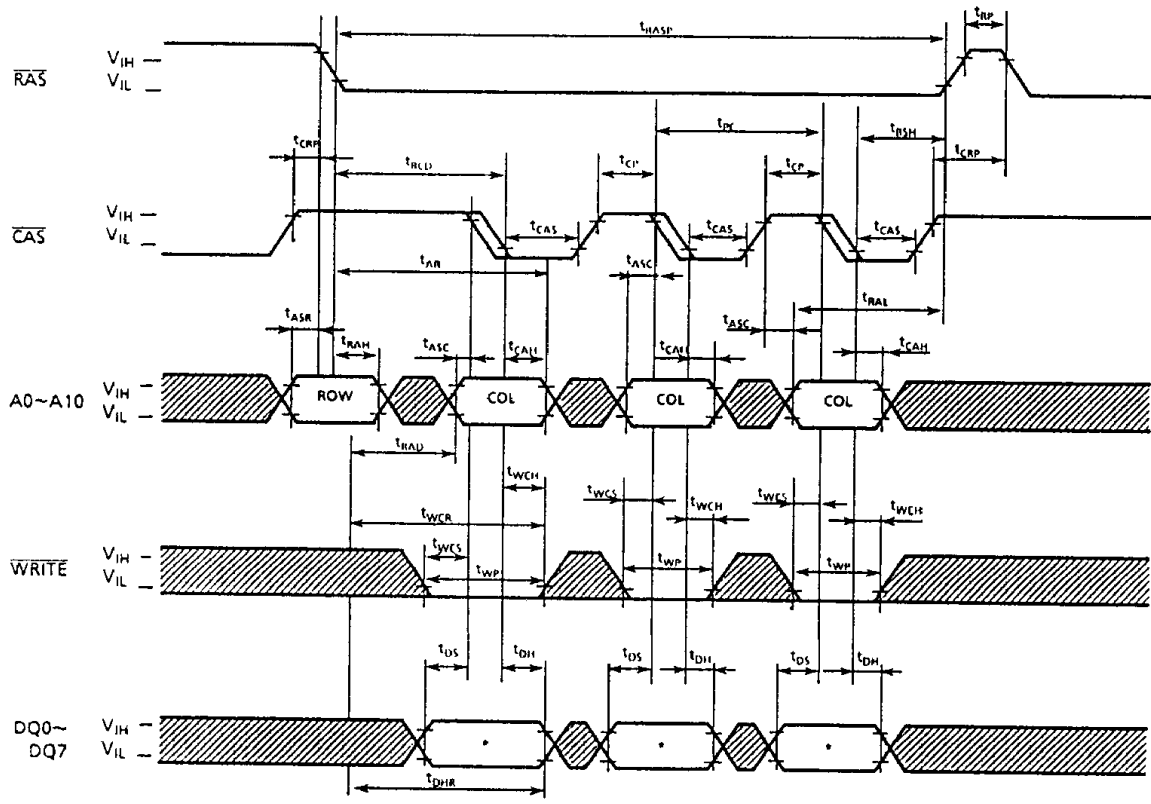 tRASP
tRP
RAS
VIH
VIL
tPC
tRSH
tCRP
tRCD
tCP
tCP
tCRP
CAS
VIH
VIL
tCAS
tCAS
tCAS
tAR
tASC
tRAL
tASR
tRAH
tASC
tCAH
tCAH
tASC
tCAH
A0~A10
VIH
VIL
ROW
COL
COL
COL
tRAD
tWCH
tWCS
tWCH
tWCS
tWCH
tWCR
WRITE
VIH
VIL
tWCS
tWP
tWP
tWP
tDS
tDH
tDS
tDH
tDS
tDH
DQ0~
DQ7
VIH
VIL
*
*
*
tDHR